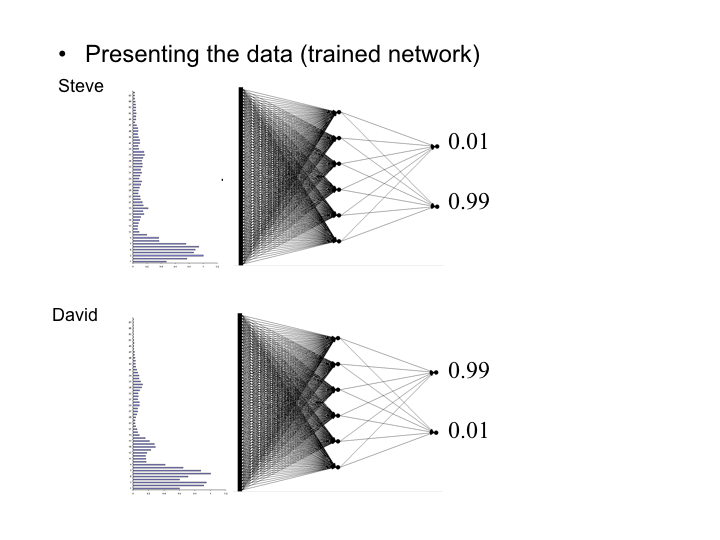 • Presenting the data (trained network)
Steve
0.01
0.99
David
0.99
0.01